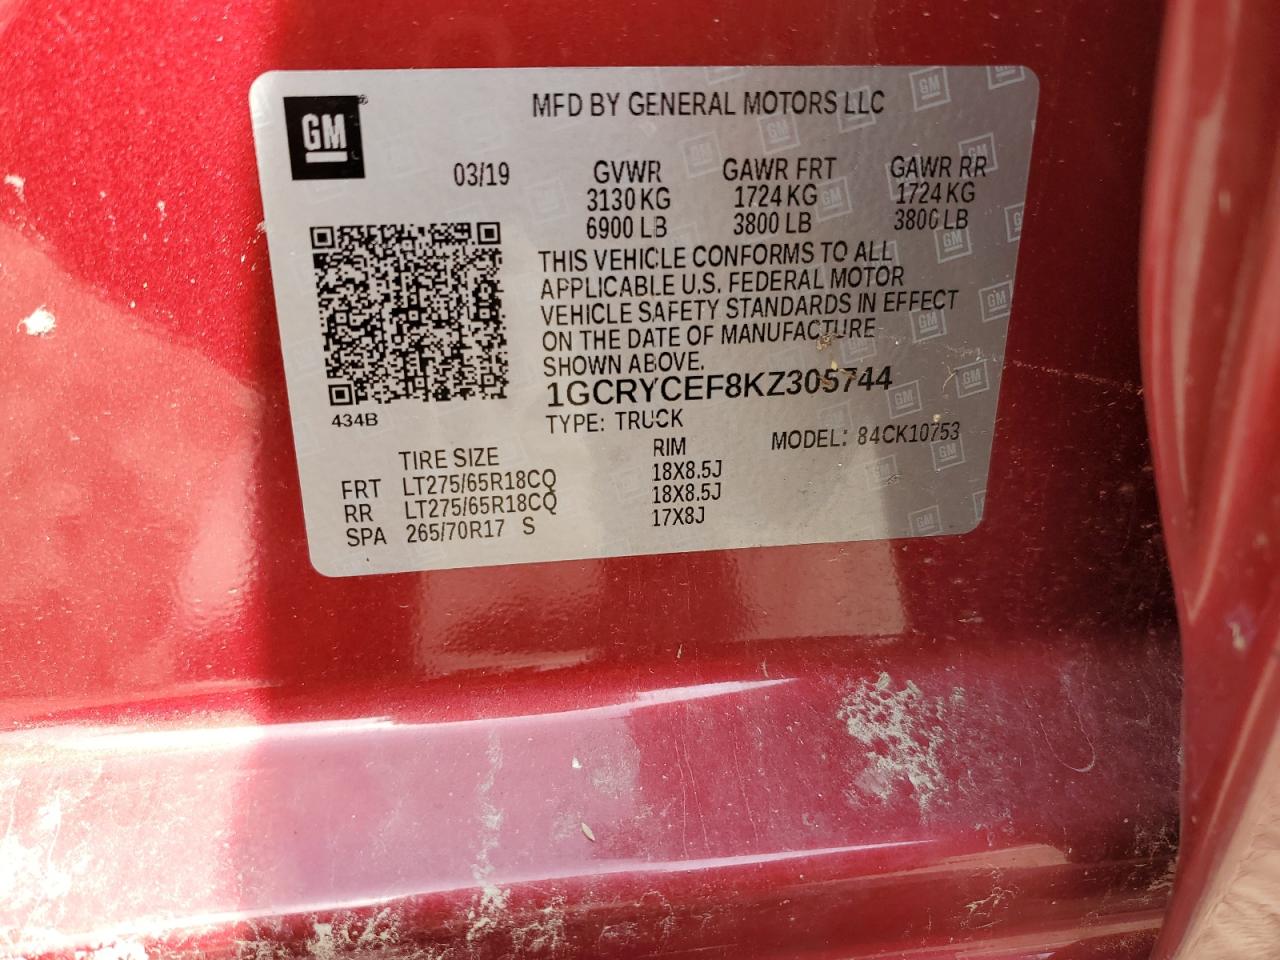 MFD BY GENERAL MOTORS LLC
GM
03/19 GVWR GAWR FRT GAWR RR
3130 KG 1724 KG 1724 KG
6900 LB 3800 LB 3800 LB
THIS VEHICLE CONFORMS TO ALL
APPLICABLE U.S. FEDERAL MOTOR
VEHICLE SAFETY STANDARDS IN EFFECT
ON THE DATE OF MANUFACTURE
SHOWN ABOVE.
1GCRYCEF8KZ305744
434B
TYPE: TRUCK
MODEL: 84CK10753
TIRE SIZE RIM
FRT LT275/65R18CQ 18X8.5J
RR LT275/65R18CQ 18X8.5J
SPA 265/70R17 S 17X8J